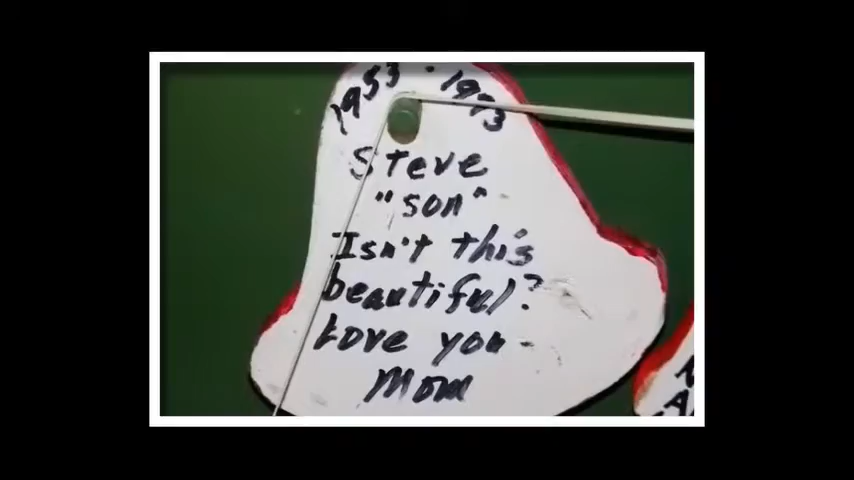 1953 - 1973
Steve
"son"
Isn't this
beautiful?
Love you -
Mom